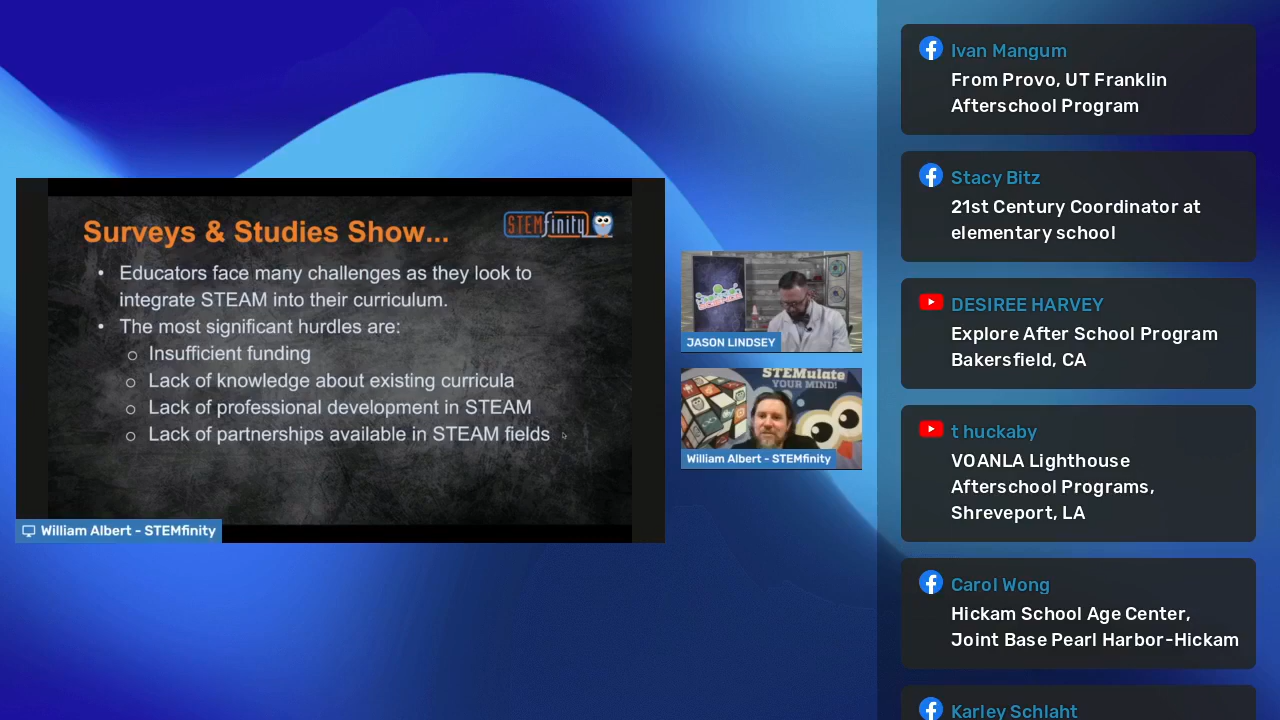 Surveys & Studies Show...
STEMfinity
• Educators face many challenges as they look to
integrate STEAM into their curriculum.
• The most significant hurdles are:
o Insufficient funding
o Lack of knowledge about existing curricula
o Lack of professional development in STEAM
o Lack of partnerships available in STEAM fields
William Albert - STEMfinity
JASON LINDSEY
STEMulate
YOUR MIND!
William Albert - STEMfinity
Ivan Mangum
From Provo, UT Franklin
Afterschool Program
Stacy Bitz
21st Century Coordinator at
elementary school
DESIREE HARVEY
Explore After School Program
Bakersfield, CA
t huckaby
VOANLA Lighthouse
Afterschool Programs,
Shreveport, LA
Carol Wong
Hickam School Age Center,
Joint Base Pearl Harbor-Hickam
Karley Schlaht